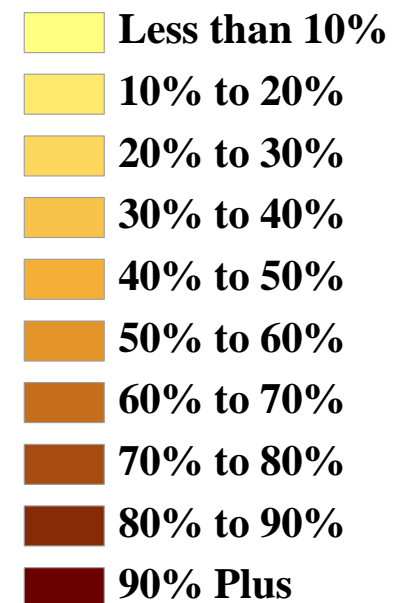 Less than 10%
10% to 20%
20% to 30%
30% to 40%
40% to 50%
50% to 60%
60% to 70%
70% to 80%
80% to 90%
90% Plus